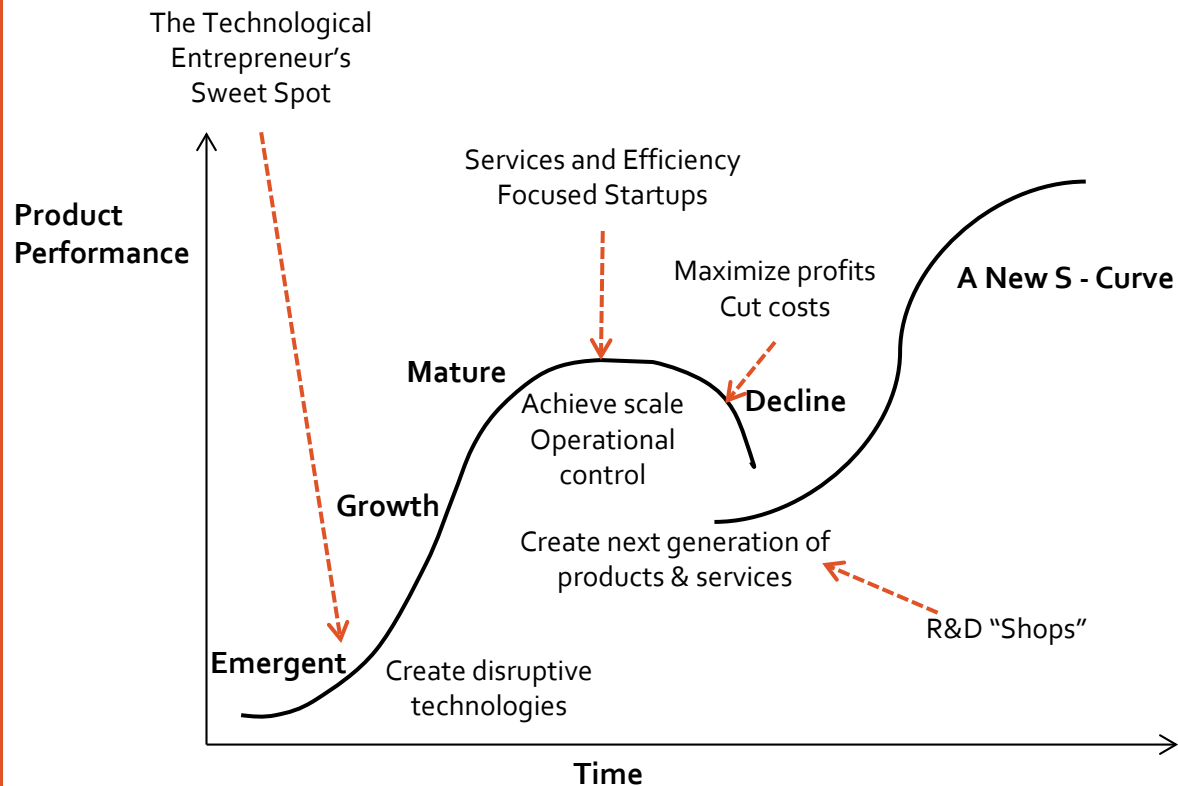 The Technological
Entrepreneur’s
Sweet Spot
Services and Efficiency
Focused Startups
Product
Performance
Maximize profits
Cut costs
A New S - Curve
Mature
Achieve scale
Operational
control
Decline
Growth
Create next generation of
products & services
R&D “Shops”
Emergent
Create disruptive
technologies
Time